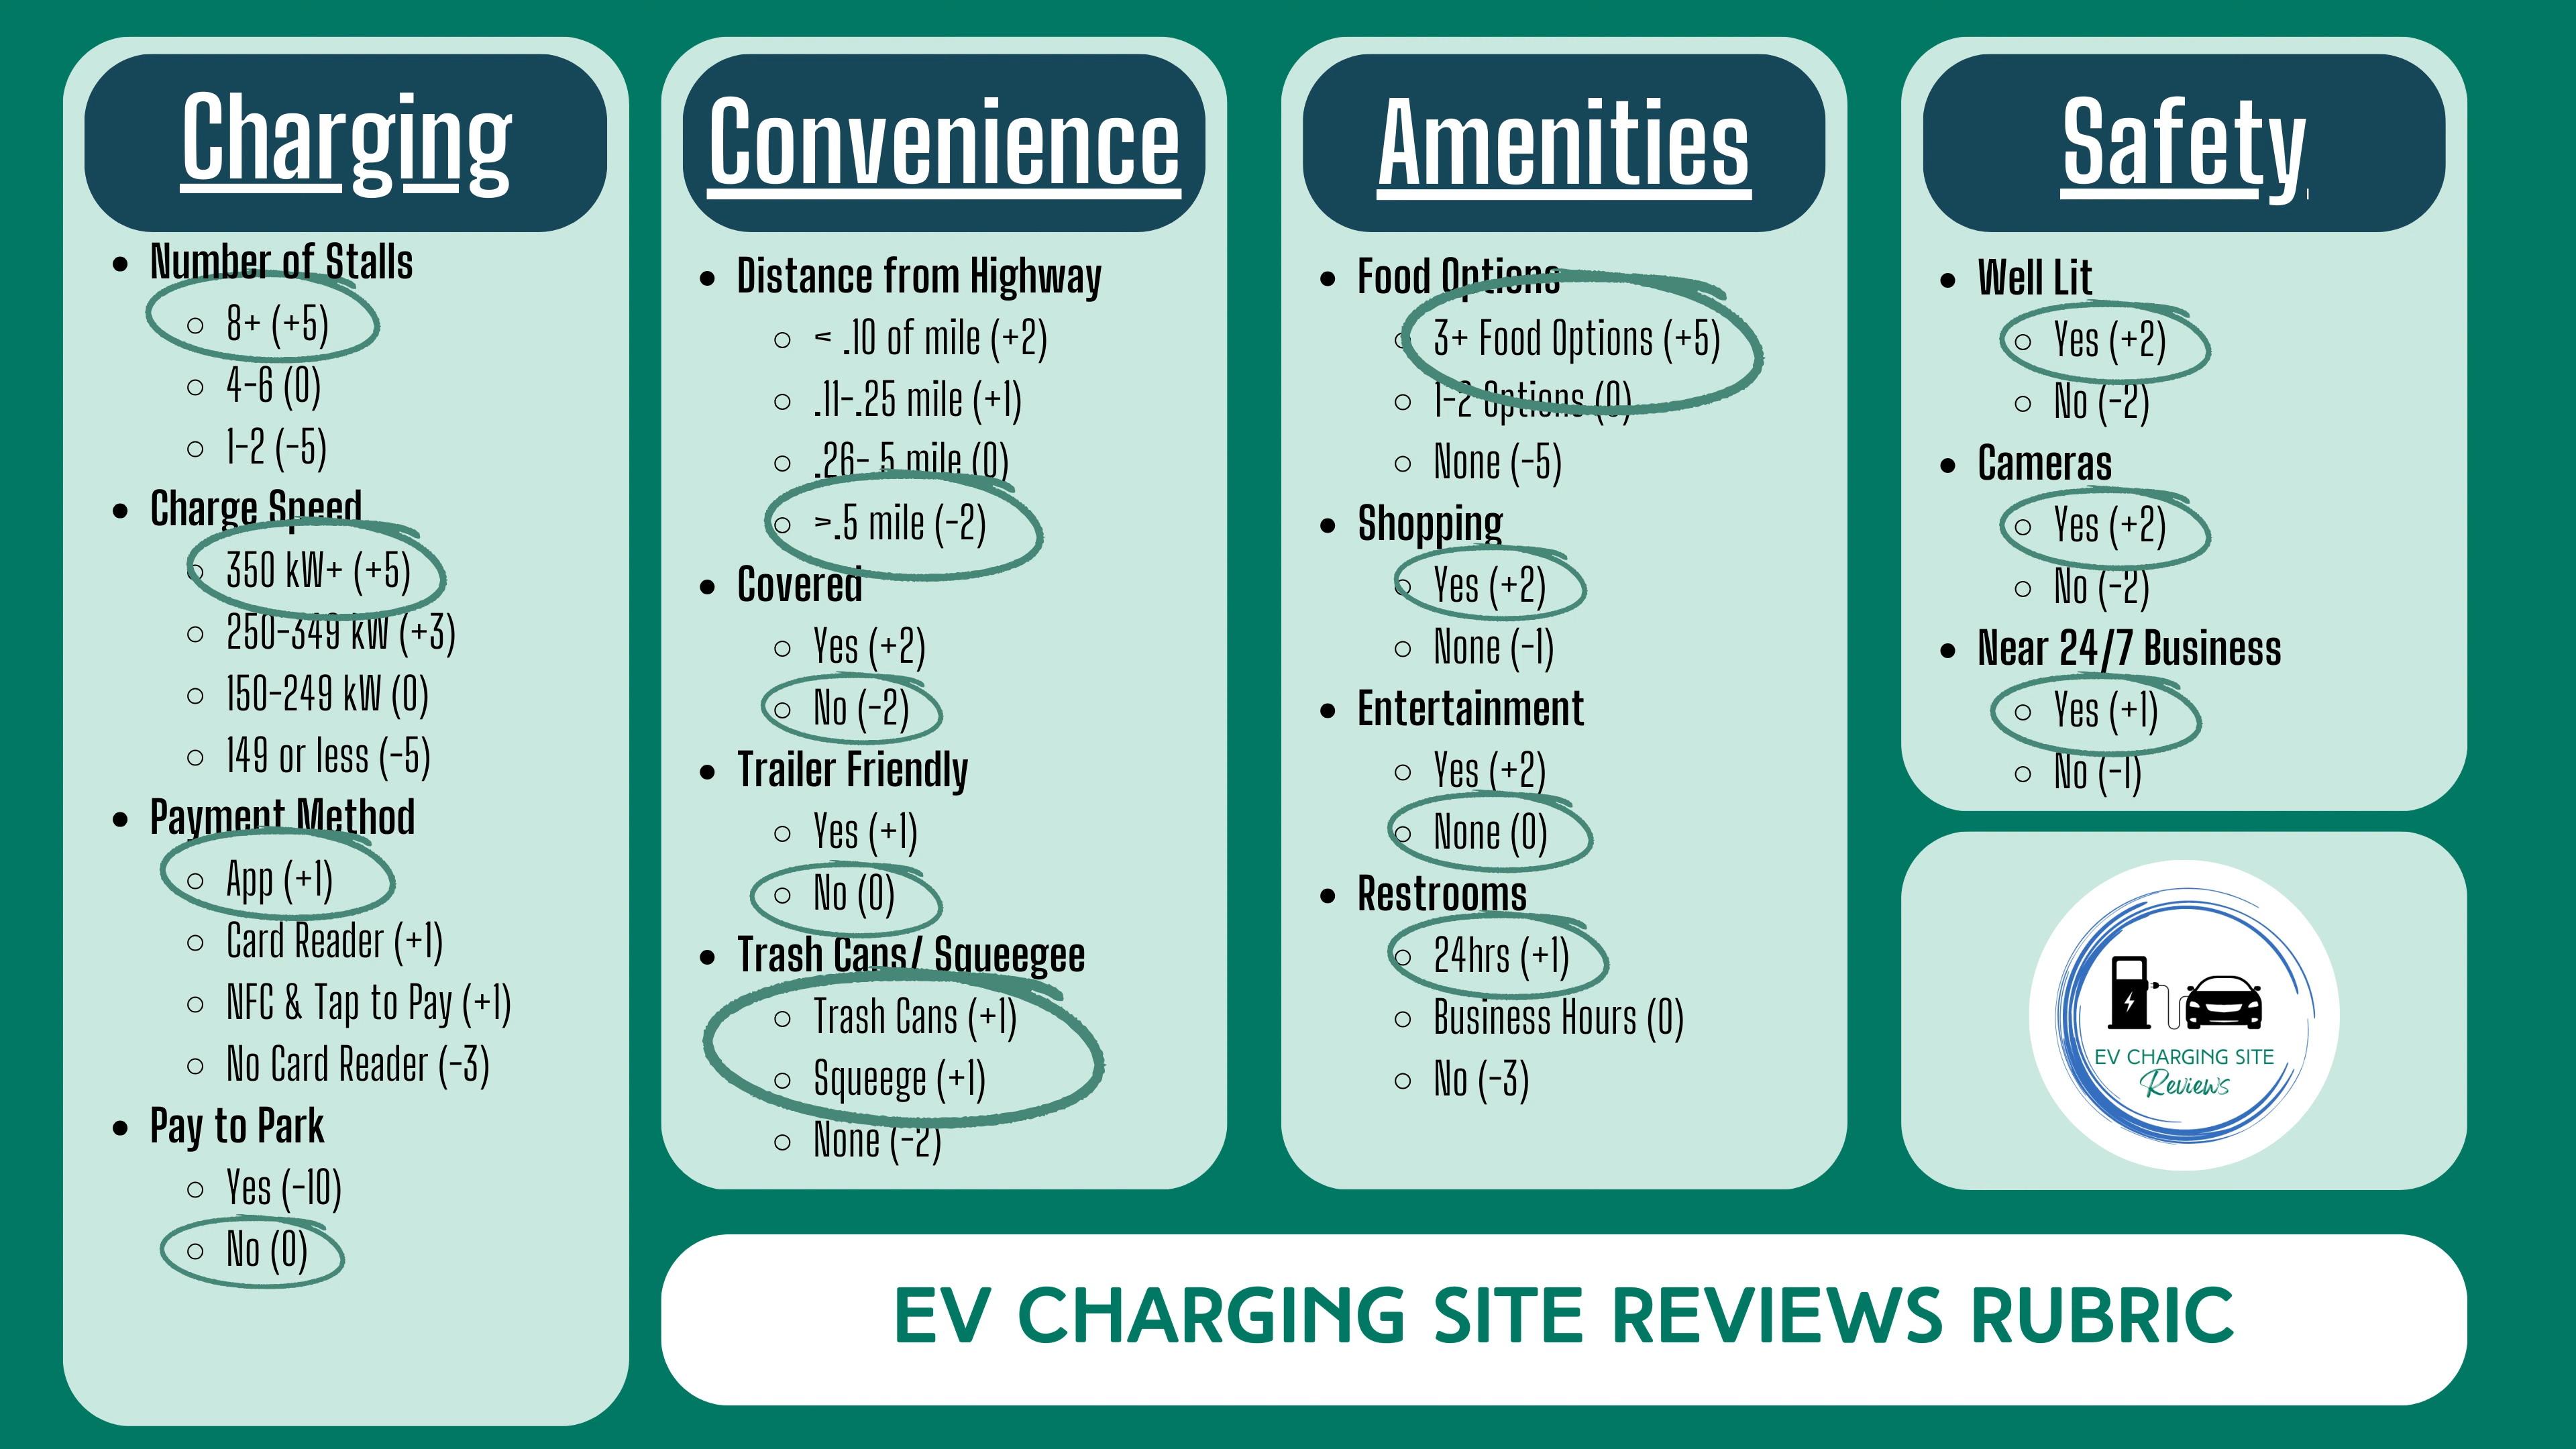 Charging
Number of Stalls
8+ (+5)
4-6 (0)
1-2 (-5)
Charge Speed
350 kW+ (+5)
250-349 kW (+3)
150-249 kW (0)
149 or less (-5)
Payment Method
App (+1)
Card Reader (+1)
NFC & Tap to Pay (+1)
No Card Reader (-3)
Pay to Park
Yes (-10)
No (0)
Convenience
Distance from Highway
< .10 of mile (+2)
.11-.25 mile (+1)
.26-.5 mile (0)
>.5 mile (-2)
Covered
Yes (+2)
No (-2)
Trailer Friendly
Yes (+1)
No (0)
Trash Cans/ Squeegee
Trash Cans (+1)
Squeege (+1)
None (-2)
Amenities
Food Options
3+ Food Options (+5)
1-2 Options (0)
None (-5)
Shopping
Yes (+2)
None (-1)
Entertainment
Yes (+2)
None (0)
Restrooms
24hrs (+1)
Business Hours (0)
No (-3)
Safety
Well Lit
Yes (+2)
No (-2)
Cameras
Yes (+2)
No (-2)
Near 24/7 Business
Yes (+1)
No (-1)
EV CHARGING SITE
Reviews
EV CHARGING SITE REVIEWS RUBRIC